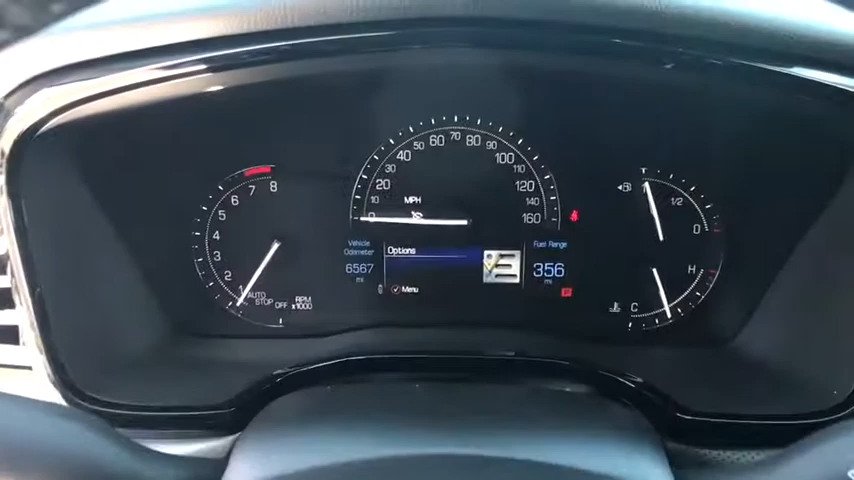 8
7
6
5
4
3
2
1
AUTO
STOP
OFF
RPM
x1000
10
20
30
40
50
60
70
80
90
100
110
120
140
160
MPH
Vehicle
Odometer
6567
mi
Options
Menu
Fuel Range
356
mi
1
1/2
0
H
C
P